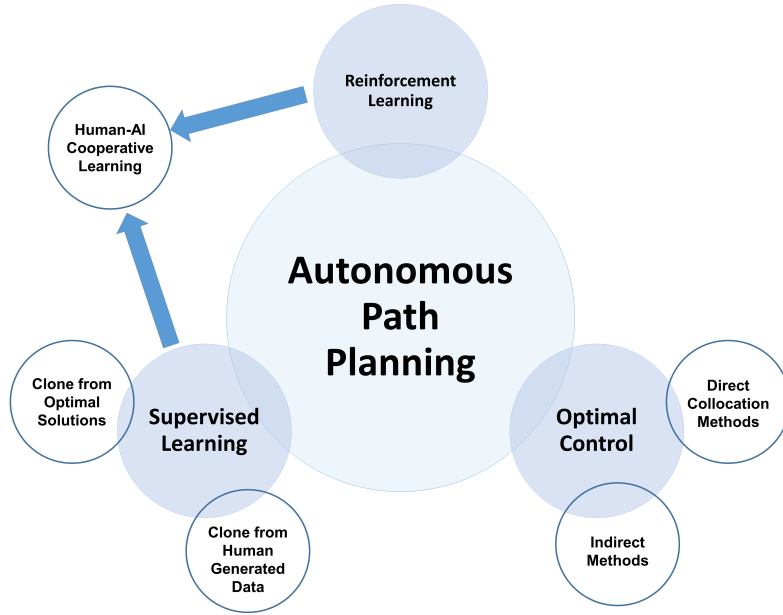 Reinforcement
Learning
Human-AI
Cooperative
Learning
Autonomous
Path
Planning
Clone from
Optimal
Solutions
Supervised
Learning
Optimal
Control
Direct
Collocation
Methods
Clone from
Human
Generated
Data
Indirect
Methods